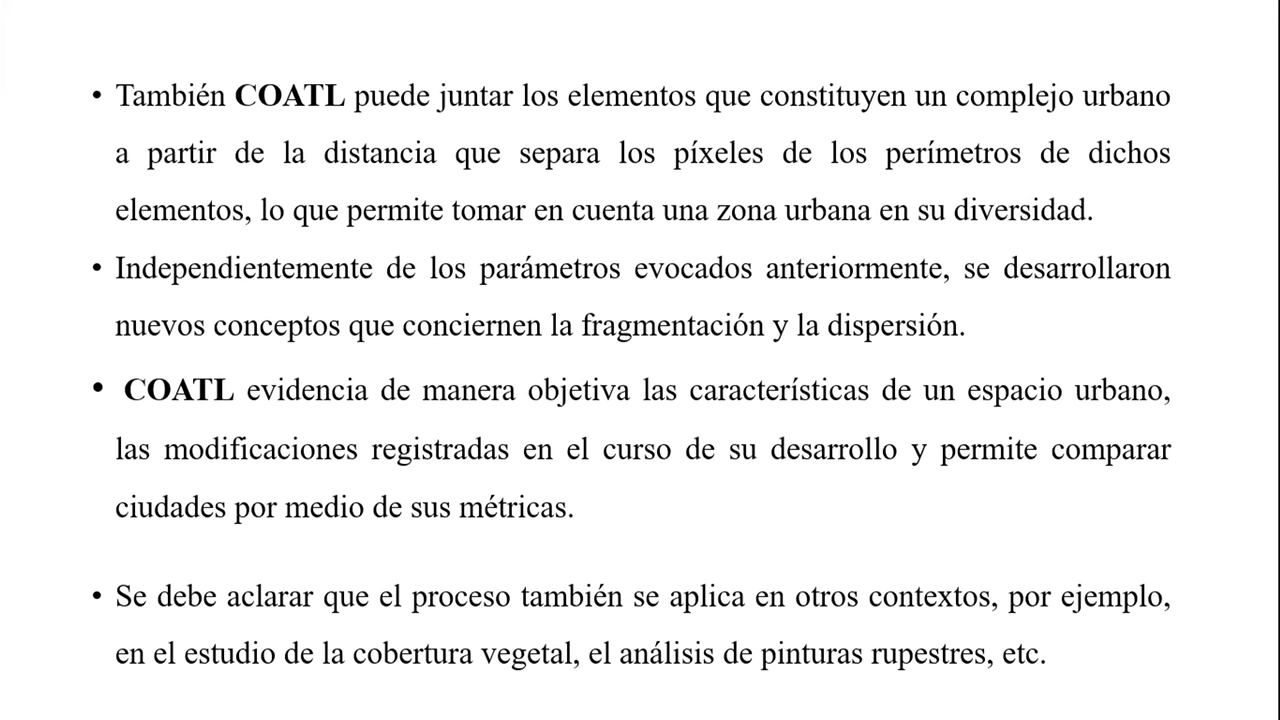 • También COATL puede juntar los elementos que constituyen un complejo urbano
a partir de la distancia que separa los píxeles de los perímetros de dichos
elementos, lo que permite tomar en cuenta una zona urbana en su diversidad.
• Independientemente de los parámetros evocados anteriormente, se desarrollaron
nuevos conceptos que conciernen la fragmentación y la dispersión.
• COATL evidencia de manera objetiva las características de un espacio urbano,
las modificaciones registradas en el curso de su desarrollo y permite comparar
ciudades por medio de sus métricas.
• Se debe aclarar que el proceso también se aplica en otros contextos, por ejemplo,
en el estudio de la cobertura vegetal, el análisis de pinturas rupestres, etc.